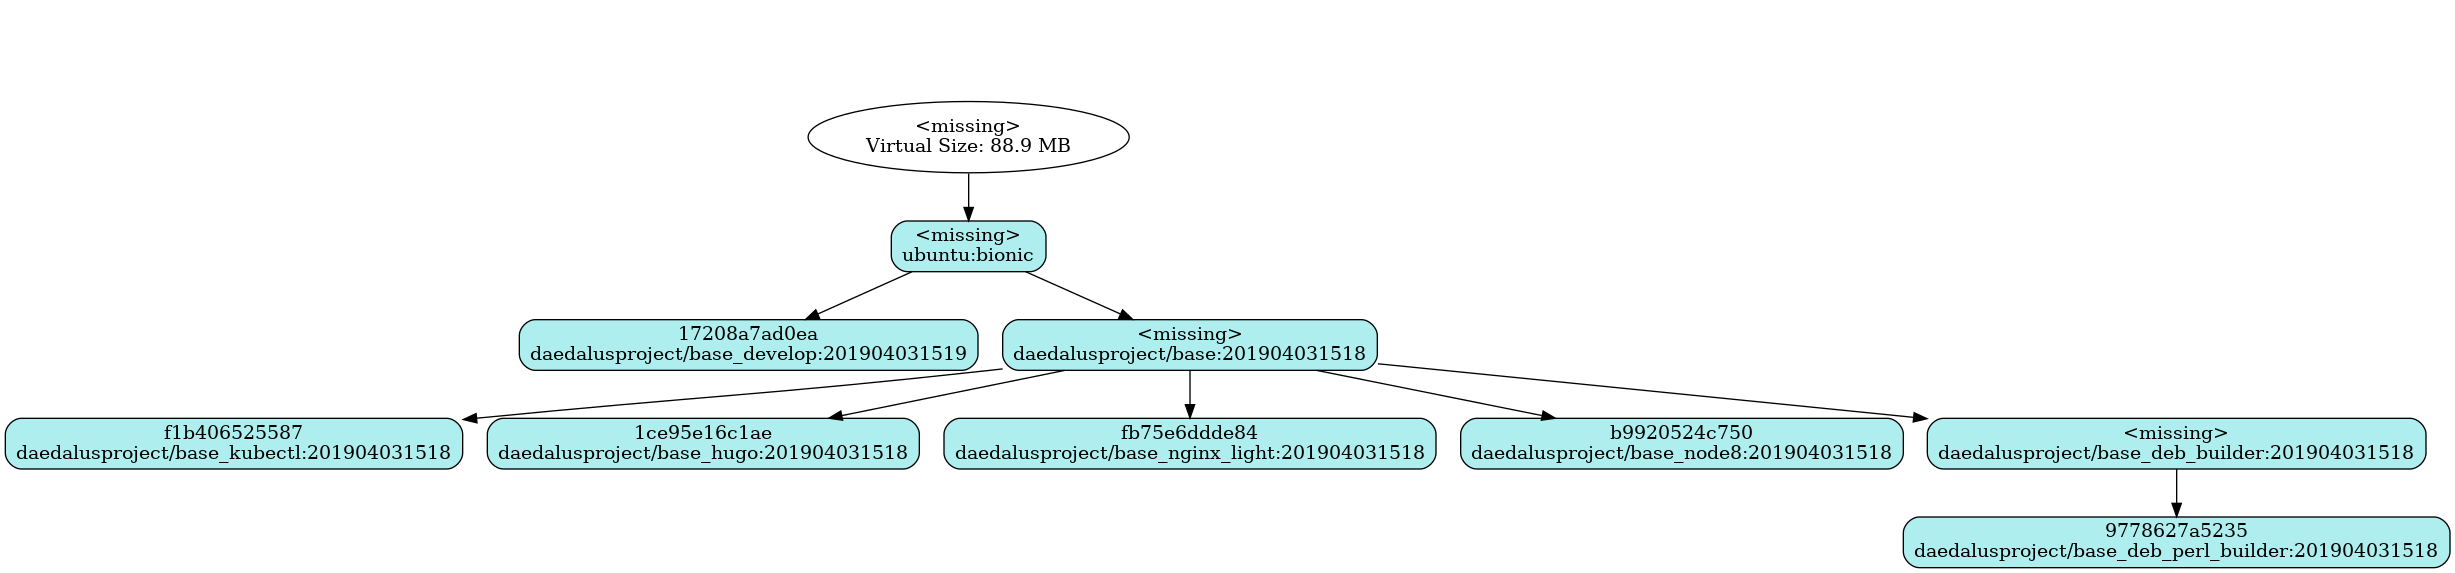 <missing>
Virtual Size: 88.9 MB
<missing>
ubuntu:bionic
17208a7ad0ea
daedalusproject/base_develop:201904031519
<missing>
daedalusproject/base:201904031518
f1b406525587
daedalusproject/base_kubectl:201904031518
1ce95e16c1ae
daedalusproject/base_hugo:201904031518
fb75e6ddde84
daedalusproject/base_nginx_light:201904031518
b9920524c750
daedalusproject/base_node8:201904031518
<missing>
daedalusproject/base_deb_builder:201904031518
9778627a5235
daedalusproject/base_deb_perl_builder:201904031518